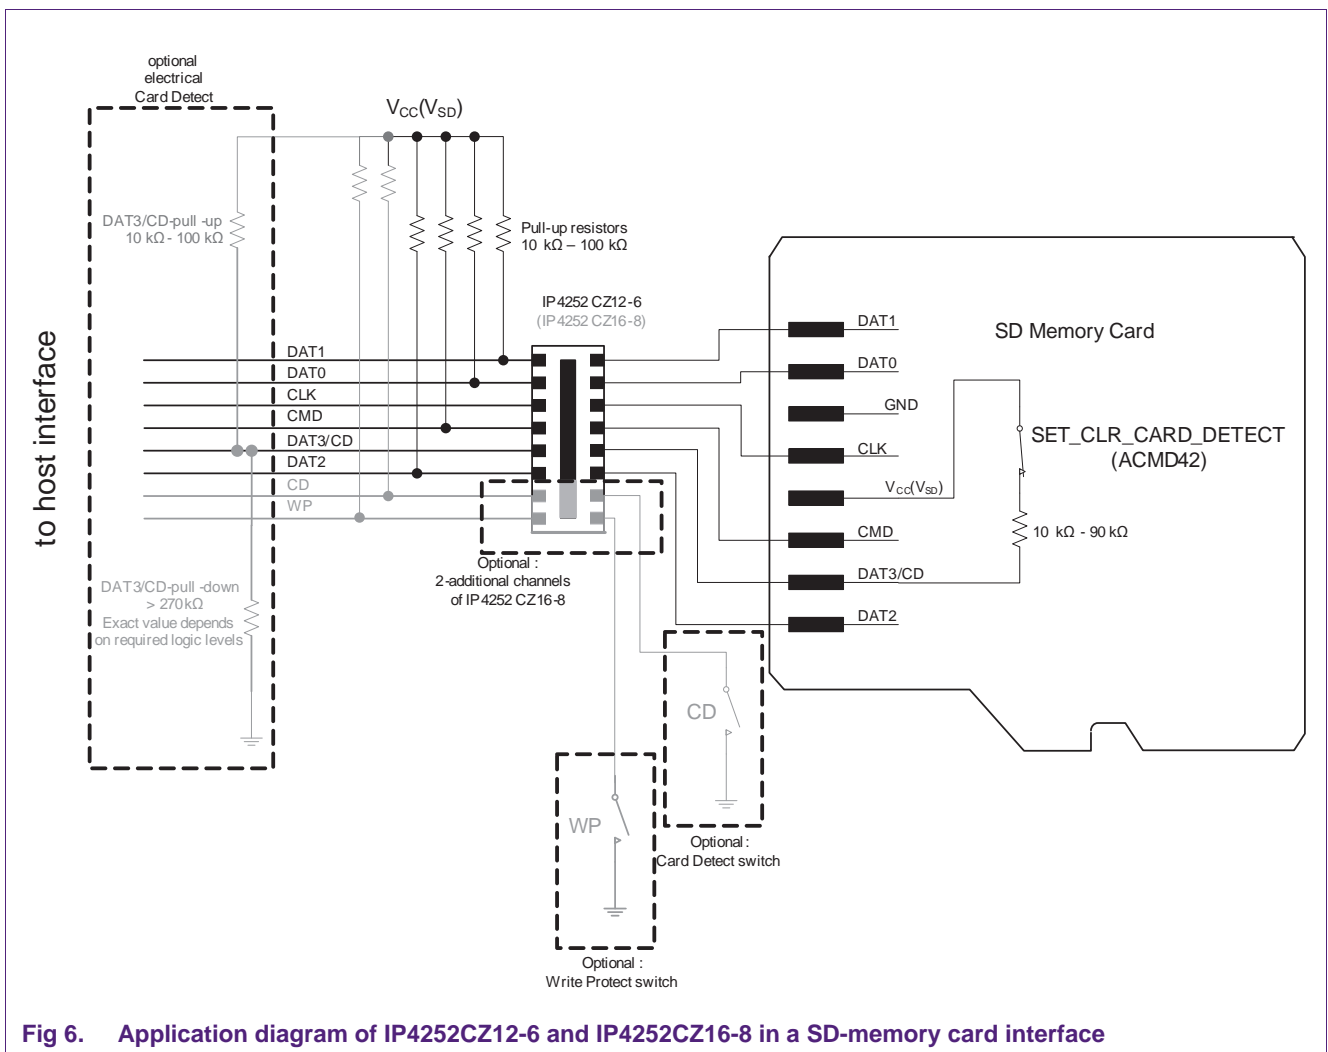 optional
electrical
Card Detect
VCC(VSD)
DAT3/CD-pull -up
10 kΩ - 100 kΩ
Pull-up resistors
10 kΩ – 100 kΩ
IP4252 CZ12-6
(IP4252 CZ16-8)
to host interface
DAT1
DAT0
CLK
CMD
DAT3/CD
DAT2
CD
WP
Optional :
2-additional channels
of IP4252 CZ16-8
DAT3/CD-pull -down
> 270kΩ
Exact value depends
on required logic levels
SD Memory Card
DAT1
DAT0
GND
CLK
VCC(VSD)
CMD
DAT3/CD
DAT2
SET_CLR_CARD_DETECT
(ACMD42)
10 kΩ - 90 kΩ
CD
Optional :
Card Detect switch
WP
Optional :
Write Protect switch
Fig 6. Application diagram of IP4252CZ12-6 and IP4252CZ16-8 in a SD-memory card interface